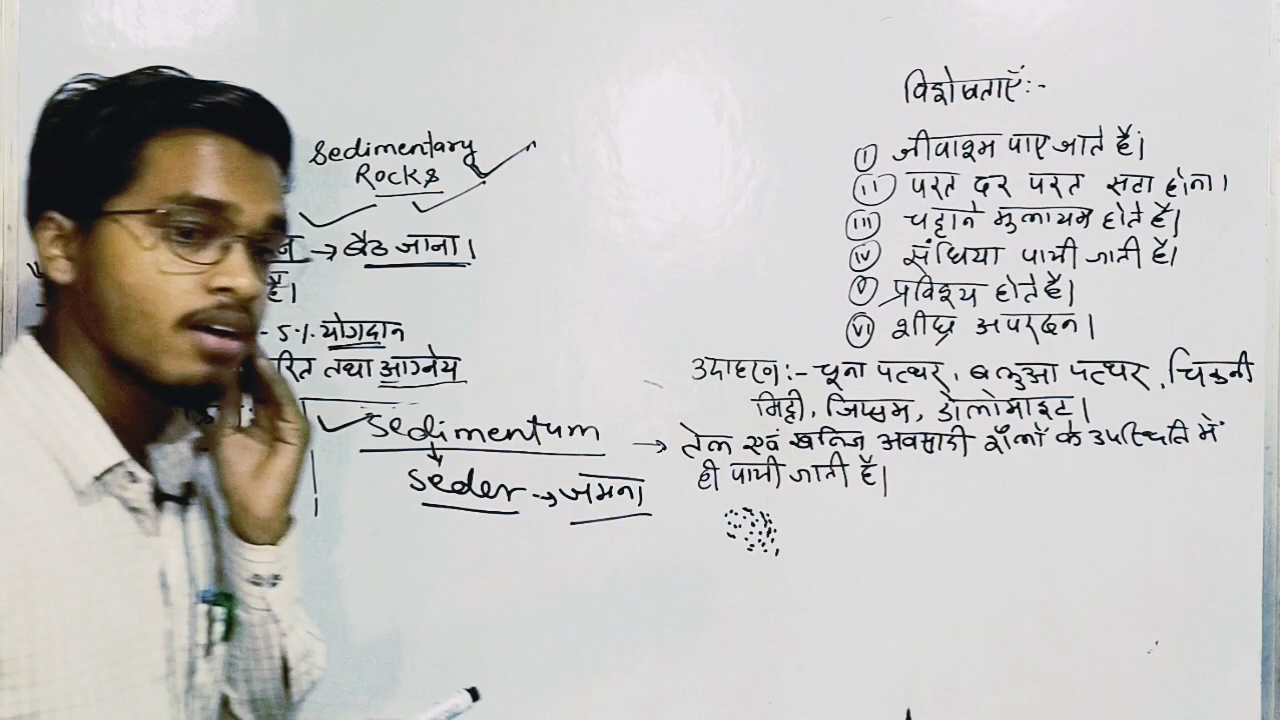 Sedimentary
Rocks
→ बैठ जाना।
है।
- 5% योगदान
तथा आग्नेय
sedimentum
seder → जमना
विशेषताएँ:-
(I) जीवाश्म पाए जाते हैं।
(II) परत दर परत सटा होना।
(III) चट्टाने मुलायम होते है।
(IV) संधिया पायी जाती है।
(V) प्रविश्य होते है।
(VI) शीघ्र अपरदन।
उदाहरण:- चूना पत्थर, बलुआ पत्थर, चिकनी
मिट्टी, जिप्सम, डोलोमाइट।
→ तेल एवं खनिज अवसादी शैलों के उपस्थिति में
ही पायी जाती है।